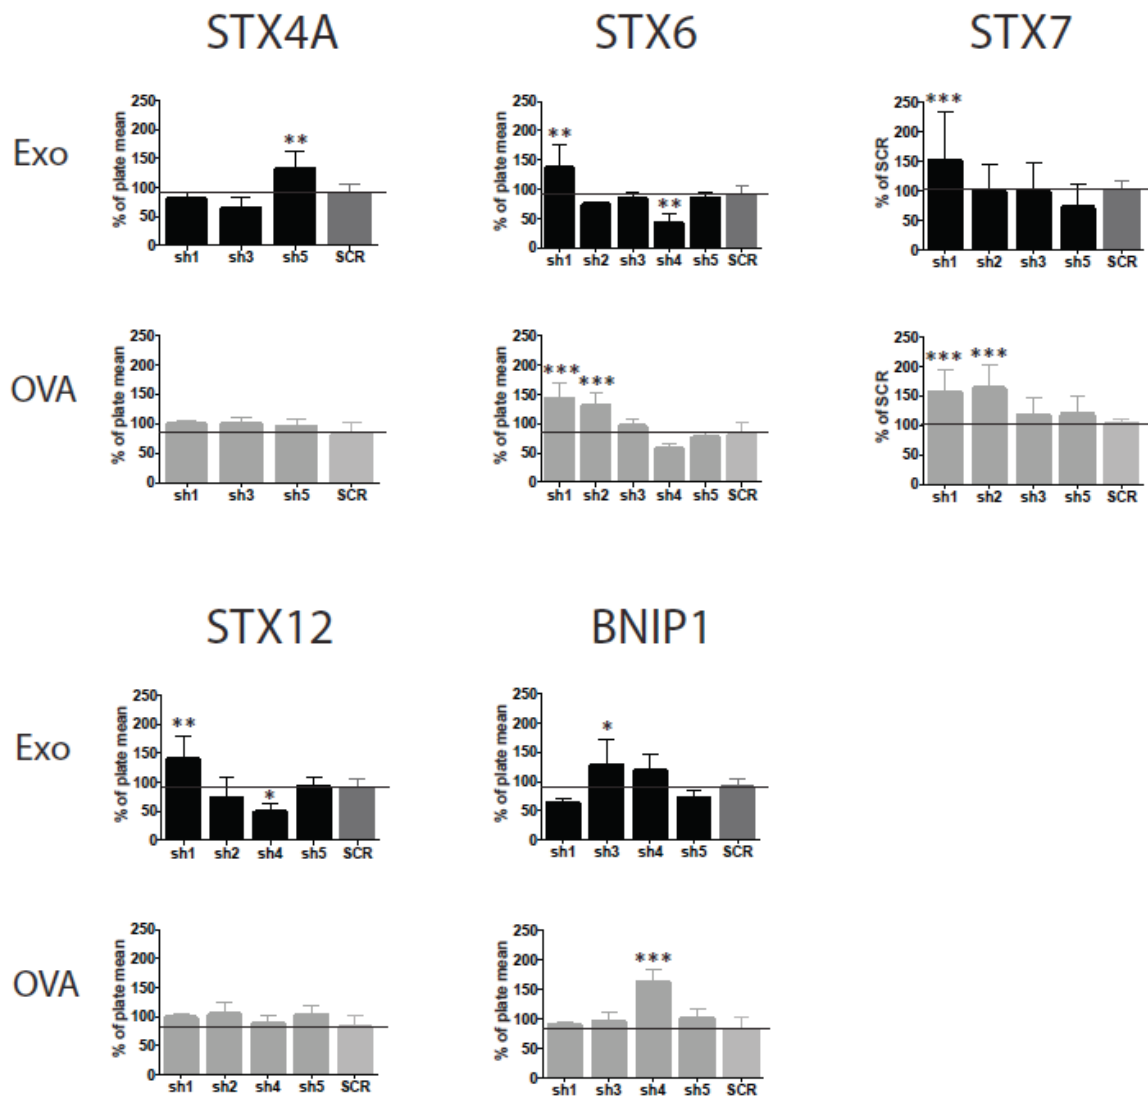 STX4A STX6 STX7
Exo
% of plate mean
250
200
150
100
50
0
**
sh1 sh3 sh5 SCR
% of plate mean
250
200
150
100
50
0
**
**
sh1 sh2 sh3 sh4 sh5 SCR
% of SCR
250
200
150
100
50
0
***
sh1 sh2 sh3 sh5 SCR
OVA
% of plate mean
250
200
150
100
50
0
sh1 sh3 sh5 SCR
% of plate mean
250
200
150
100
50
0
*** ***
sh1 sh2 sh3 sh4 sh5 SCR
% of SCR
250
200
150
100
50
0
*** ***
sh1 sh2 sh3 sh5 SCR
STX12 BNIP1
Exo
% of plate mean
250
200
150
100
50
0
**
*
sh1 sh2 sh4 sh5 SCR
% of plate mean
250
200
150
100
50
0
*
sh1 sh3 sh4 sh5 SCR
OVA
% of plate mean
250
200
150
100
50
0
sh1 sh2 sh4 sh5 SCR
% of plate mean
250
200
150
100
50
0
***
sh1 sh3 sh4 sh5 SCR